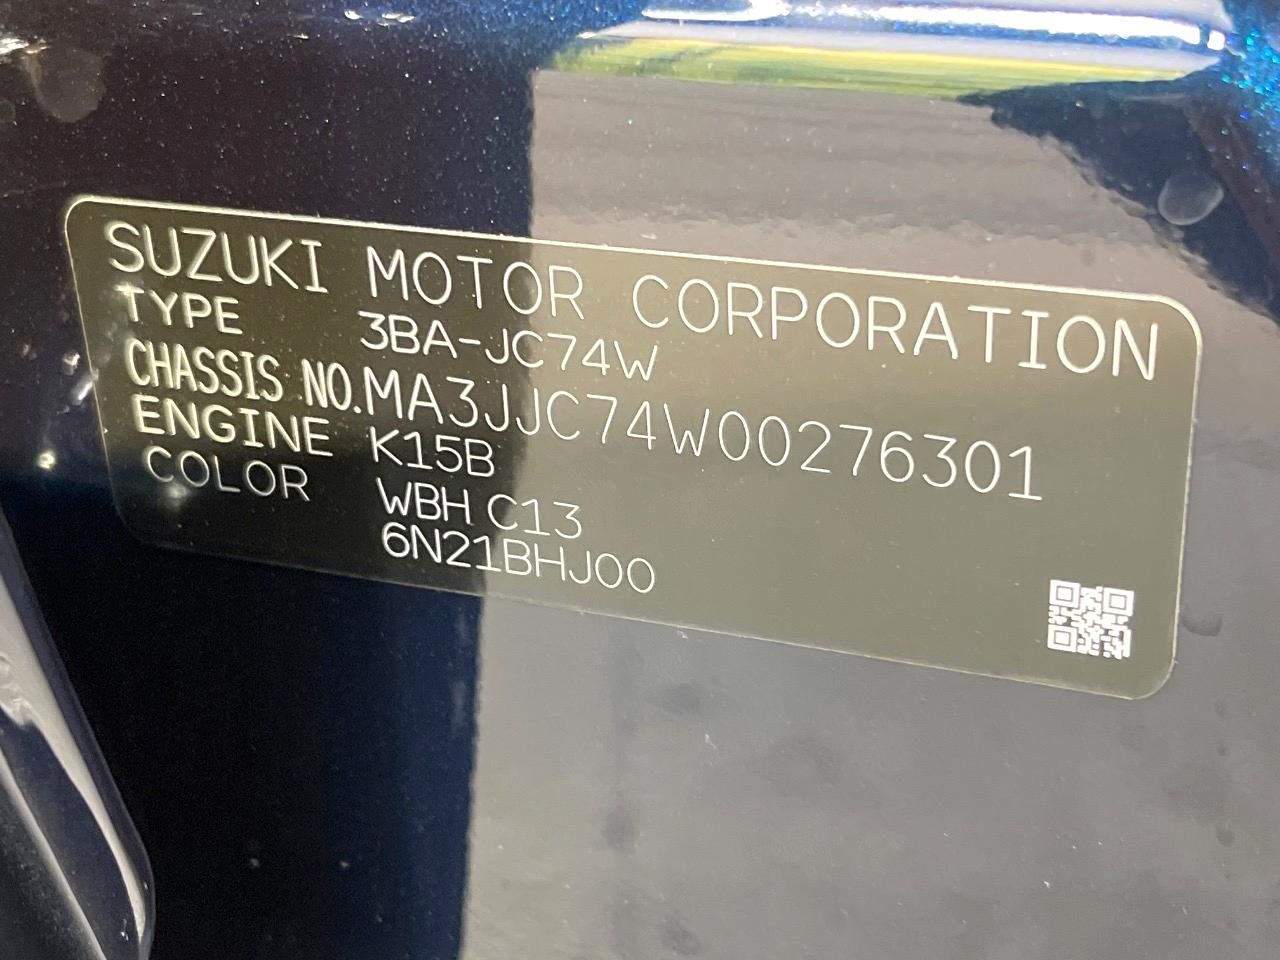 SUZUKI MOTOR CORPORATION
TYPE 3BA-JC74W
CHASSIS NO. MA3JJC74W00276301
ENGINE K15B
COLOR WBH C13
6N21BHJ00